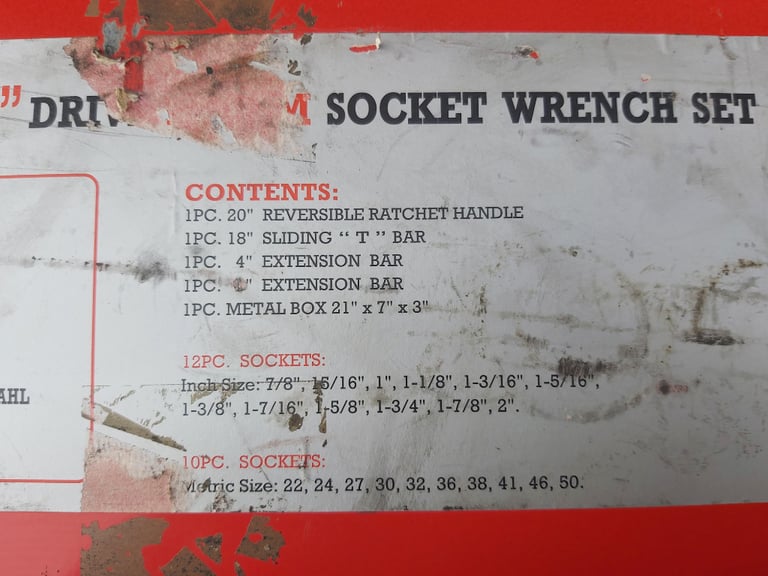 ” DRIV M SOCKET WRENCH SET
CONTENTS:
1PC. 20" REVERSIBLE RATCHET HANDLE
1PC. 18" SLIDING “ T ” BAR
1PC. 4" EXTENSION BAR
1PC. " EXTENSION BAR
1PC. METAL BOX 21" x 7" x 3"
12PC. SOCKETS:
Inch Size: 7/8", 15/16", 1", 1-1/8", 1-3/16", 1-5/16",
1-3/8", 1-7/16", 1-5/8", 1-3/4", 1-7/8", 2".
AHL
10PC. SOCKETS:
Metric Size: 22, 24, 27, 30, 32, 36, 38, 41, 46, 50.